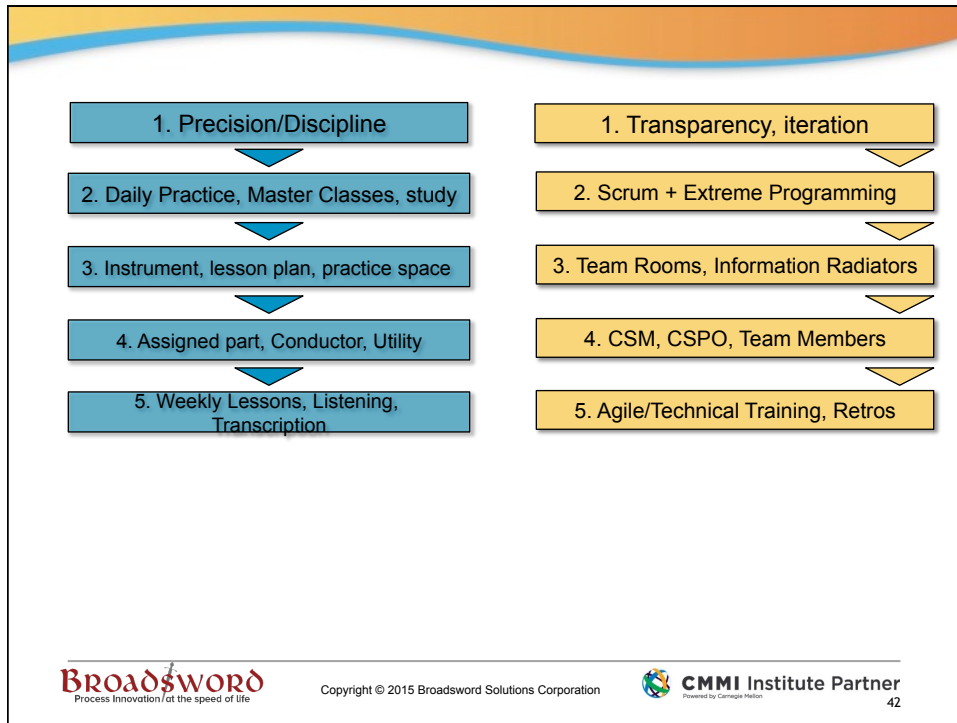 1. Precision/Discipline
2. Daily Practice, Master Classes, study
3. Instrument, lesson plan, practice space
4. Assigned part, Conductor, Utility
5. Weekly Lessons, Listening,
Transcription
1. Transparency, iteration
2. Scrum + Extreme Programming
3. Team Rooms, Information Radiators
4. CSM, CSPO, Team Members
5. Agile/Technical Training, Retros
BROADSWORD
Process Innovation at the speed of life
Copyright © 2015 Broadsword Solutions Corporation
CMMI Institute Partner
Powered by Carnegie Mellon
42